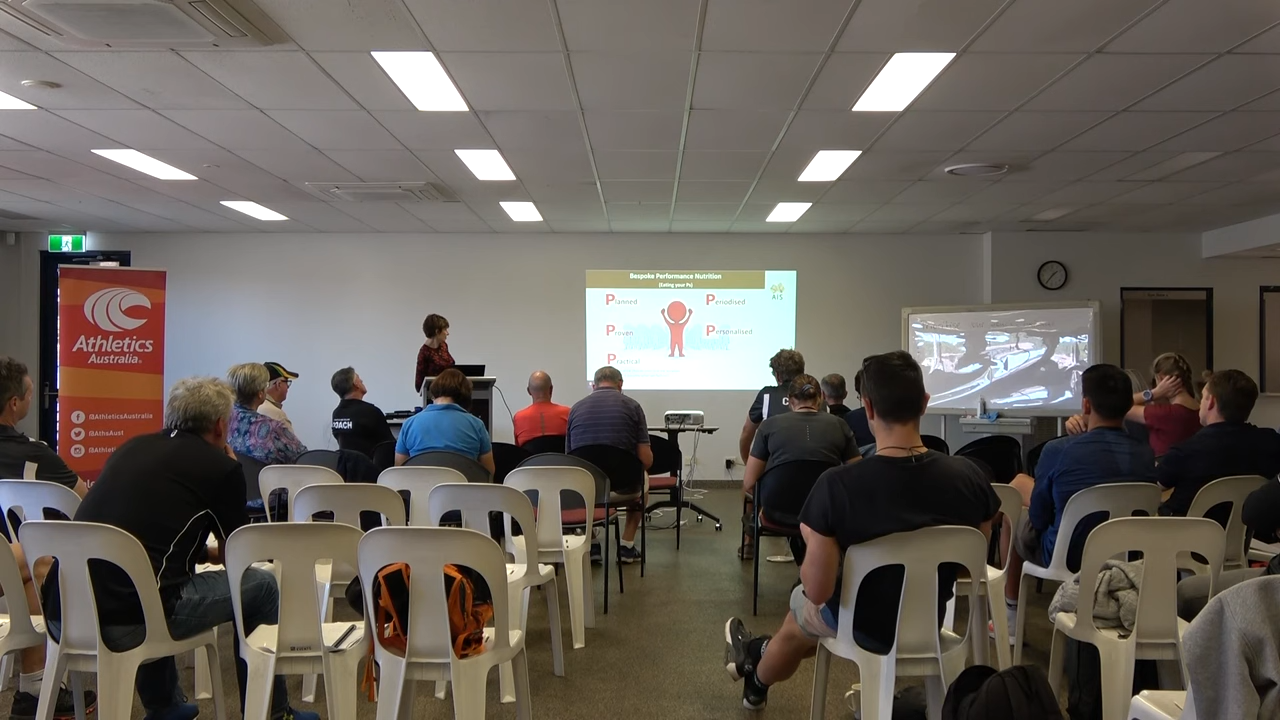 Bespoke Performance Nutrition
(Eating your Ps)
Planned
Periodised
Proven
Personalised
Practical
AIS
Athletics
Australia
@AthleticsAustralia
@AthsAust
COACH